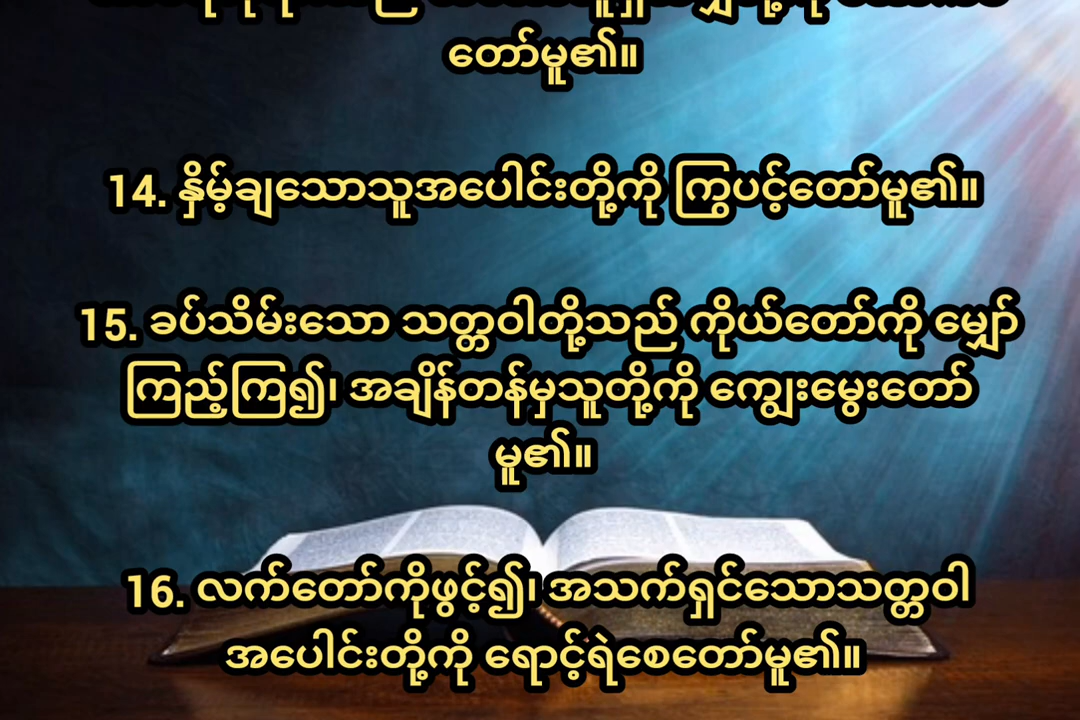 တော်မူ၏။
14. နှိမ့်ချသောသူအပေါင်းတို့ကို ကြွပင့်တော်မူ၏။
15. ခပ်သိမ်းသော သတ္တဝါတို့သည် ကိုယ်တော်ကို မျှော်
ကြည့်ကြ၍၊ အချိန်တန်မှသူတို့ကို ကျွေးမွေးတော်
မူ၏။
16. လက်တော်ကိုဖွင့်၍၊ အသက်ရှင်သောသတ္တဝါ
အပေါင်းတို့ကို ရောင့်ရဲစေတော်မူ၏။